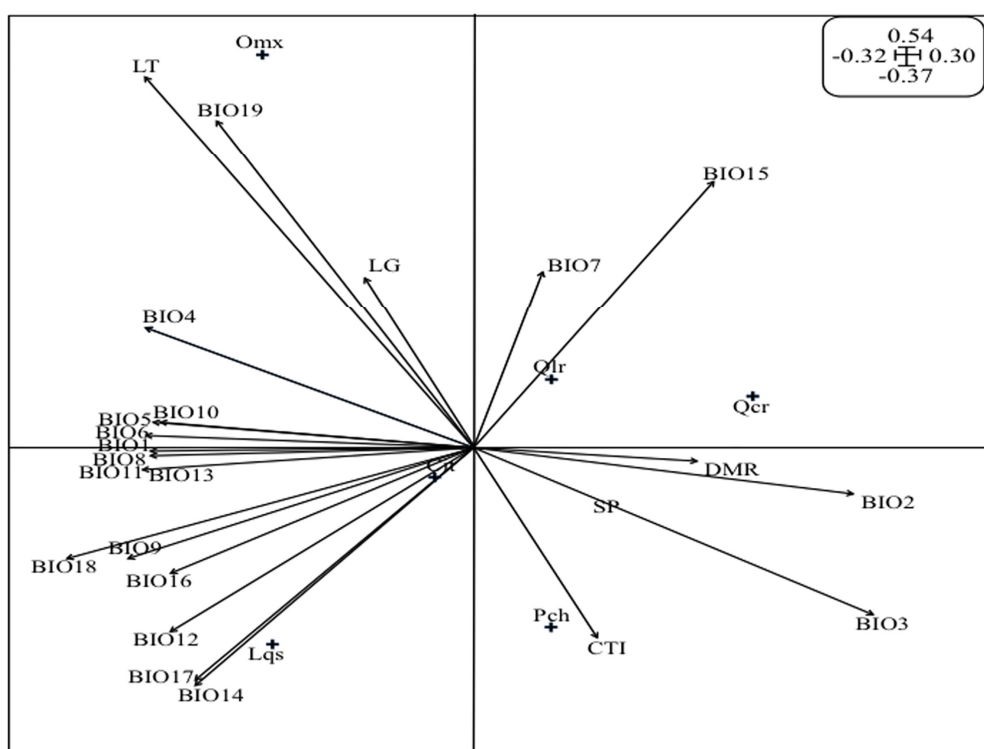 Omx
0.54
-0.32 0.30
-0.37
LT
BIO19
BIO15
LG
BIO7
BIO4
Qlr
Qcr
BIO5 BIO10
BIO6
BIO1
BIO8
BIO11 BIO13
DMR
BIO2
SP
BIO9
BIO18
BIO16
Pch
BIO3
BIO12
CTI
Lqs
BIO17
BIO14